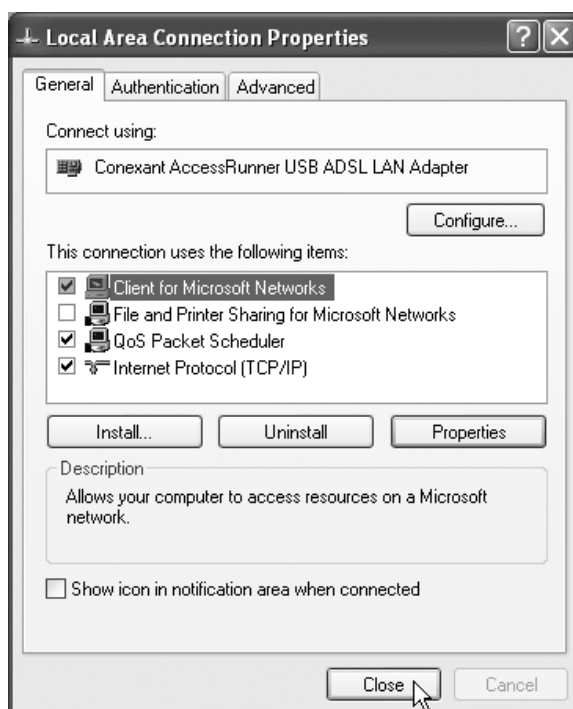 Local Area Connection Properties
General Authentication Advanced
Connect using:
Conexant AccessRunner USB ADSL LAN Adapter
Configure...
This connection uses the following items:
Client for Microsoft Networks
File and Printer Sharing for Microsoft Networks
QoS Packet Scheduler
Internet Protocol (TCP/IP)
Install... Uninstall Properties
Description
Allows your computer to access resources on a Microsoft
network.
Show icon in notification area when connected
Close Cancel